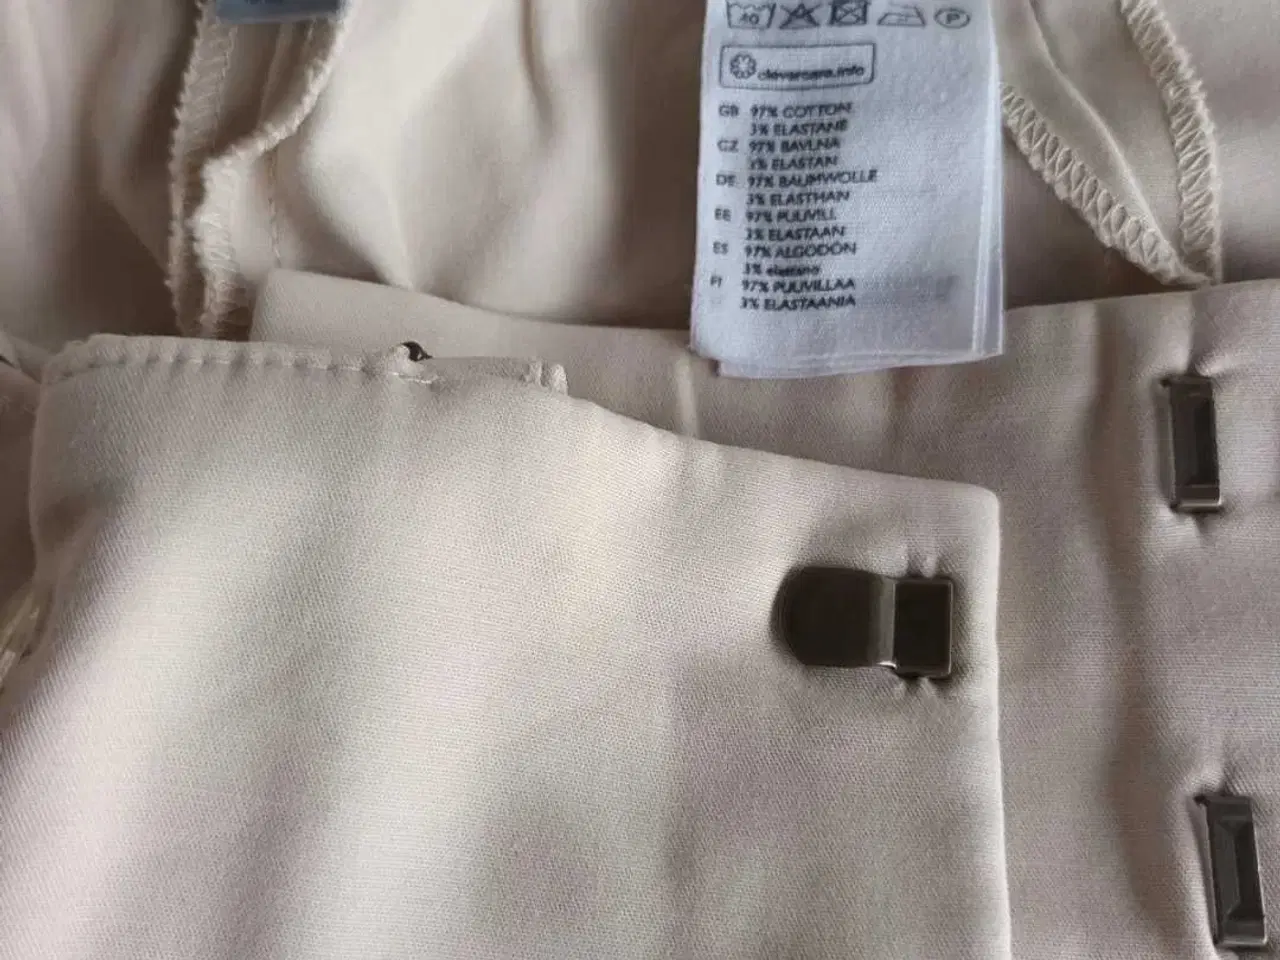 40 P
clevercare.info
GB 97% COTTON
3% ELASTANE
CZ 97% BAVLNA
3% ELASTAN
DE 97% BAUMWOLLE
3% ELASTHAN
EE 97% PUUVILL
3% ELASTAAN
ES 97% ALGODÓN
3% elastano
FI 97% PUUVILLAA
3% ELASTAANIA